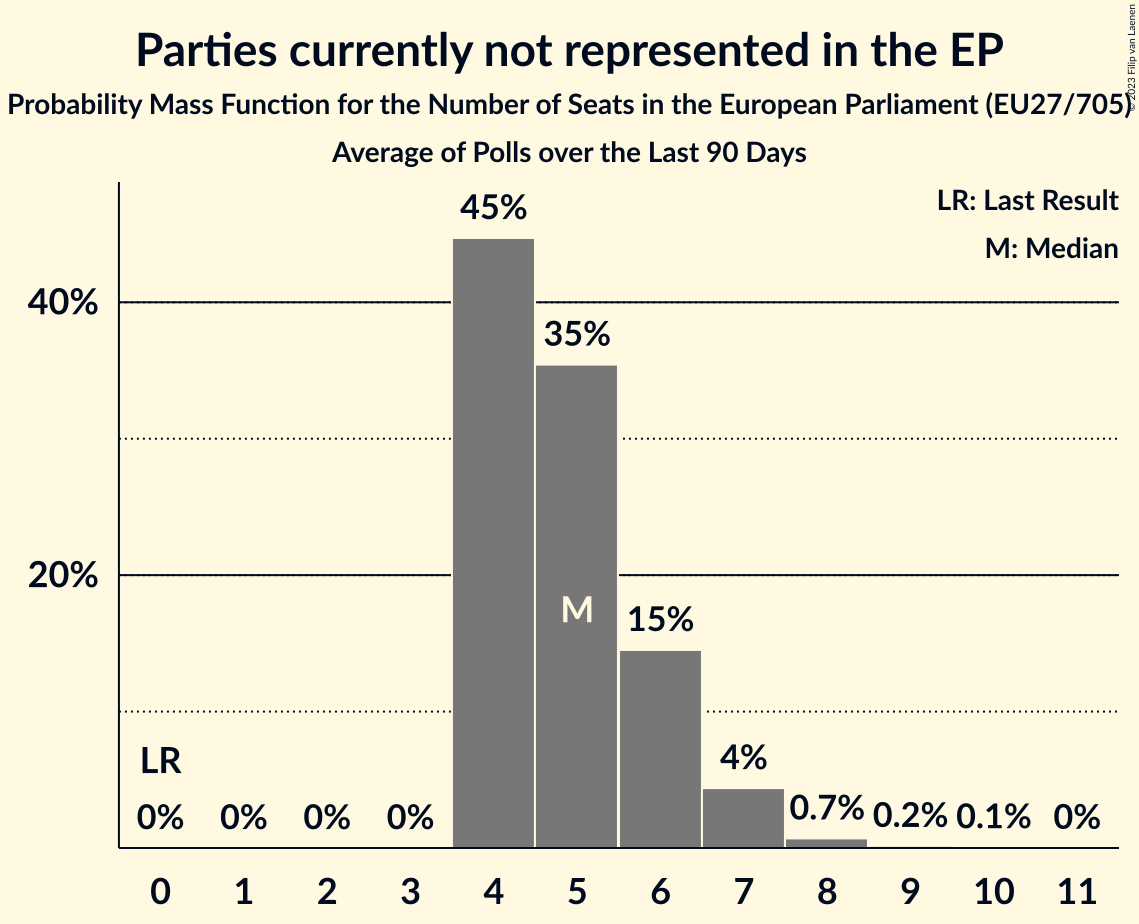 Parties currently not represented in the EP
Probability Mass Function for the Number of Seats in the European Parliament (EU27/705)
Average of Polls over the Last 90 Days
© 2023 Filip van Laenen
LR: Last Result
M: Median
45%
40%
35%
20%
M
15%
LR
4%
0% 0% 0% 0% 0.7% 0.2% 0.1% 0%
0 1 2 3 4 5 6 7 8 9 10 11